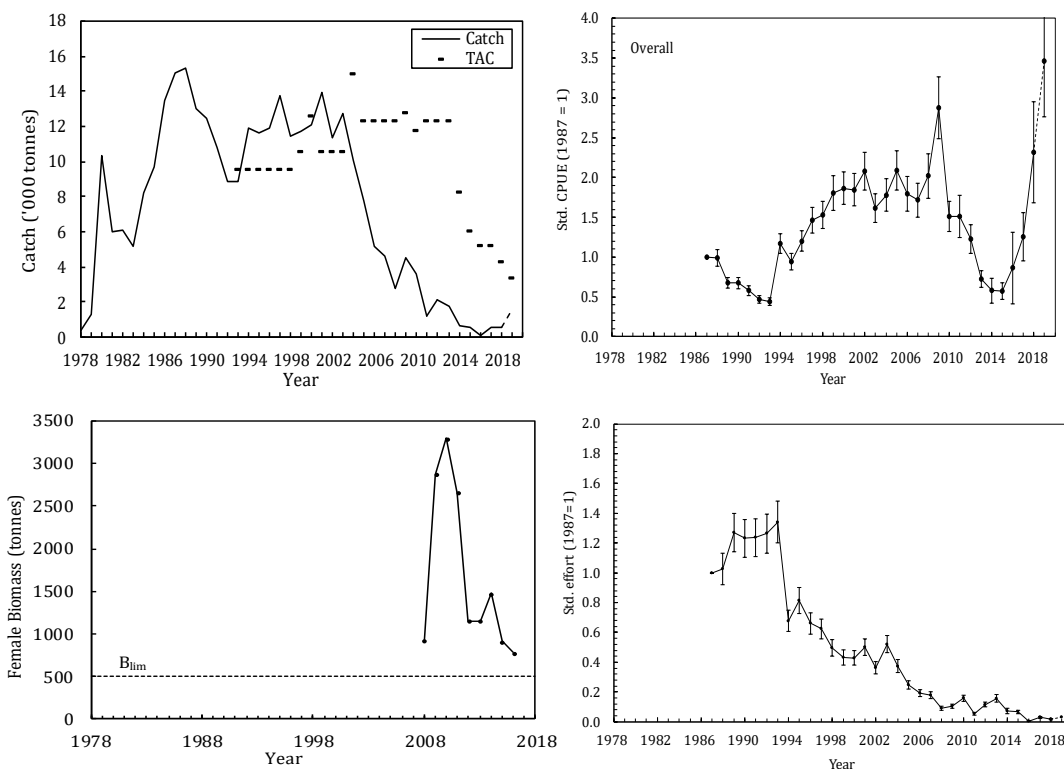 18
16
14
12
10
8
6
4
2
0
Catch ('000 tonnes)
Catch
TAC
1978 1982 1986 1990 1994 1998 2002 2006 2010 2014 2018
Year
4.0
3.5
3.0
2.5
2.0
1.5
1.0
0.5
0.0
Std. CPUE (1987 = 1)
Overall
1978 1982 1986 1990 1994 1998 2002 2006 2010 2014 2018
Year
3500
3000
2500
2000
1500
1000
500
0
Female Biomass (tonnes)
Blim
1978 1988 1998 2008 2018
Year
2.0
1.8
1.6
1.4
1.2
1.0
0.8
0.6
0.4
0.2
0.0
Std. effort (1987=1)
1978 1982 1986 1990 1994 1998 2002 2006 2010 2014 2018
Year